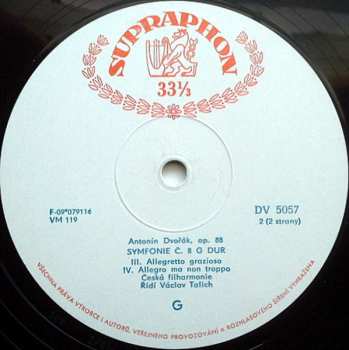 SUPRAPHON
33⅓
F-09*079116
VM 119
DV 5057
2 (2 strany)
Antonín Dvořák, op. 88
SYMFONIE Č. 8 G DUR
III. Allegretto grazioso
IV. Allegro ma non troppo
Česká filharmonie
Řídí Václav Talich
G
VŠECHNA PRÁVA VÝROBCE I AUTORŮ, VEŘEJNÉHO PROVOZOVÁNÍ A ROZHLASOVÉHO ŠÍŘENÍ VYHRAŽENA